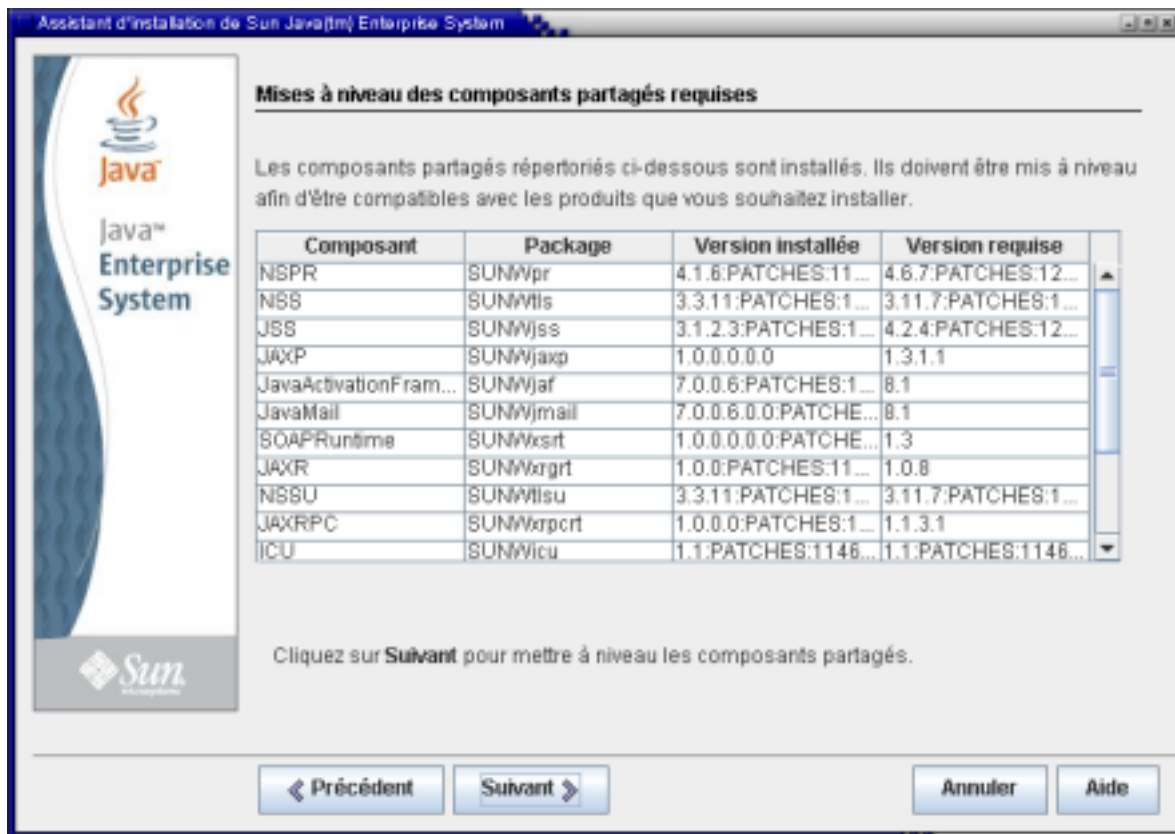 Assistant d'installation de Sun Java(tm) Enterprise System
Java
Java™
Enterprise
System
Sun
microsystems
Mises à niveau des composants partagés requises
Les composants partagés répertoriés ci-dessous sont installés. Ils doivent être mis à niveau
afin d'être compatibles avec les produits que vous souhaitez installer.
Composant Package Version installée Version requise
NSPR SUNWpr 4.1.6:PATCHES:11... 4.6.7:PATCHES:12...
NSS SUNWtls 3.3.11:PATCHES:1... 3.11.7:PATCHES:1...
JSS SUNWjss 3.1.2.3:PATCHES:1... 4.2.4:PATCHES:12...
JAXP SUNWjaxp 1.0.0.0.0.0 1.3.1.1
JavaActivationFram... SUNWjaf 7.0.0.6:PATCHES:1... 8.1
JavaMail SUNWjmail 7.0.0.6.0.0:PATCHE... 8.1
SOAPRuntime SUNWxsrt 1.0.0.0.0.0:PATCHE... 1.3
JAXR SUNWxrgrt 1.0.0:PATCHES:11... 1.0.8
NSSU SUNWtlsu 3.3.11:PATCHES:1... 3.11.7:PATCHES:1...
JAXRPC SUNWxrpcrt 1.0.0.0:PATCHES:1... 1.1.3.1
ICU SUNWicu 1.1:PATCHES:1146... 1.1:PATCHES:1146...
Cliquez sur Suivant pour mettre à niveau les composants partagés.
Précédent Suivant Annuler Aide